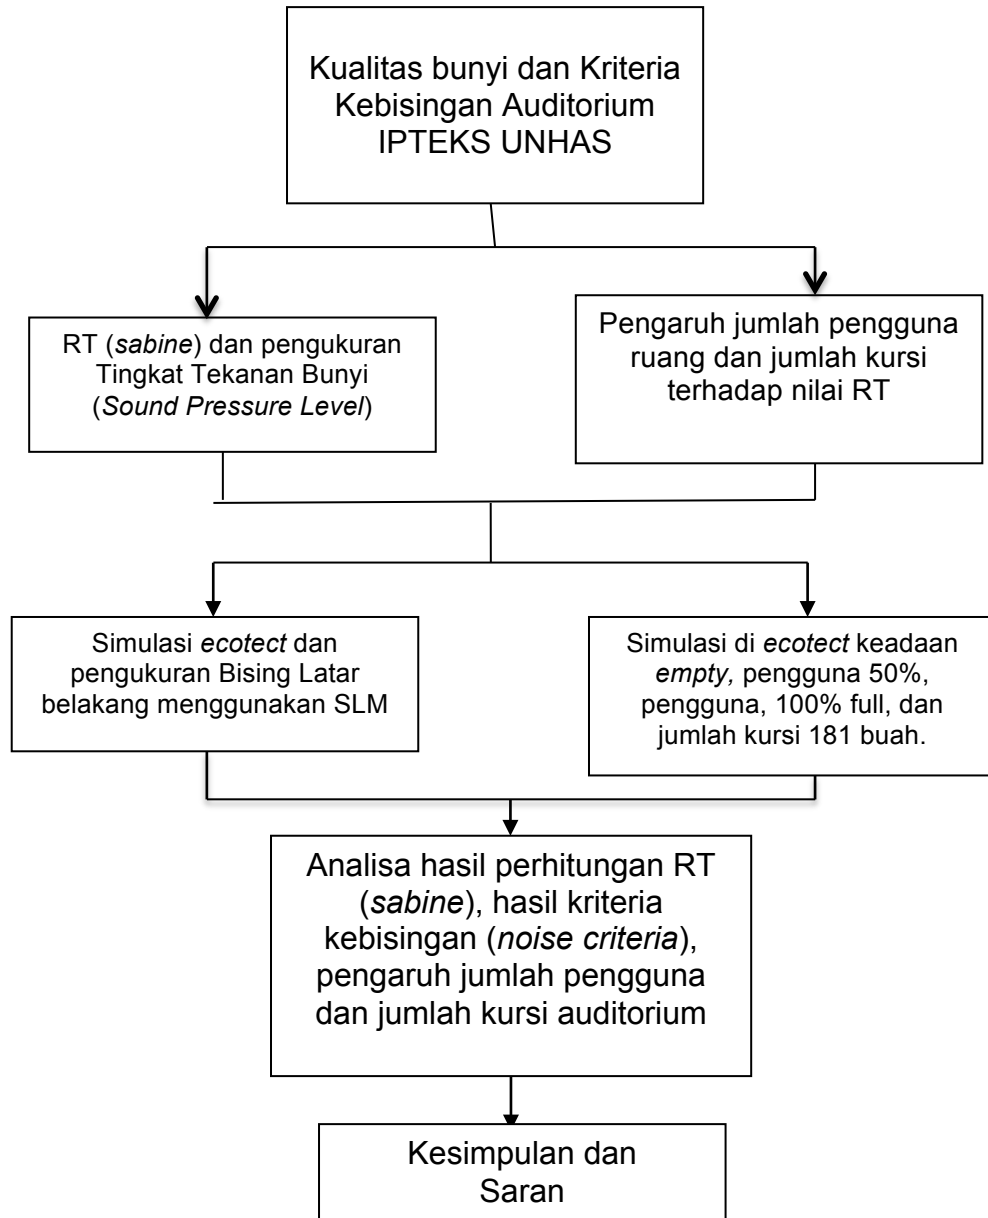 Kualitas bunyi dan Kriteria
Kebisingan Auditorium
IPTEKS UNHAS
RT (sabine) dan pengukuran
Tingkat Tekanan Bunyi
(Sound Pressure Level)
Pengaruh jumlah pengguna
ruang dan jumlah kursi
terhadap nilai RT
Simulasi ecotect dan
pengukuran Bising Latar
belakang menggunakan SLM
Simulasi di ecotect keadaan
empty, pengguna 50%,
pengguna, 100% full, dan
jumlah kursi 181 buah.
Analisa hasil perhitungan RT
(sabine), hasil kriteria
kebisingan (noise criteria),
pengaruh jumlah pengguna
dan jumlah kursi auditorium
Kesimpulan dan
Saran